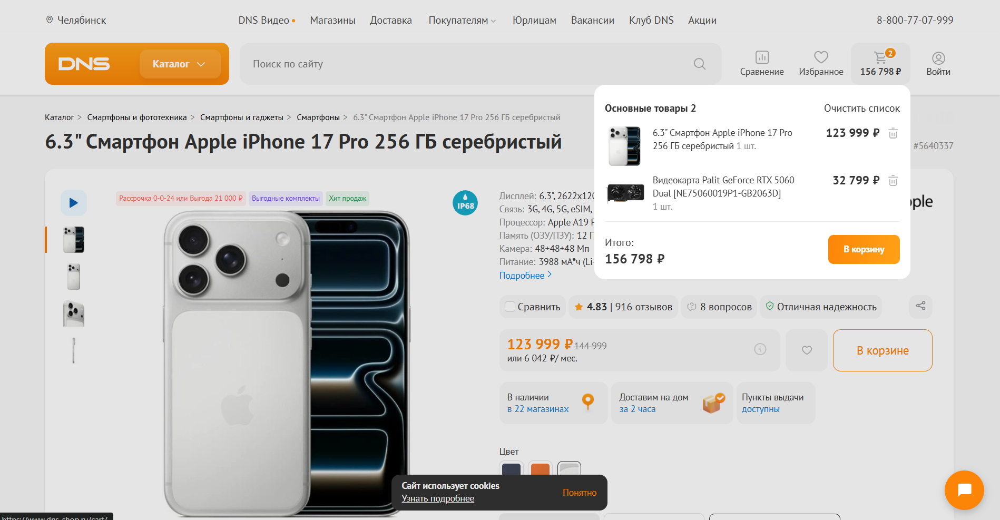 Челябинск
DNS Видео
Магазины
Доставка
Покупателям
Юрлицам
Вакансии
Клуб DNS
Акции
8-800-77-07-999
DNS
Каталог
Поиск по сайту
Сравнение
Избранное
2
156 798 ₽
Войти
Каталог > Смартфоны и фототехника > Смартфоны и гаджеты > Смартфоны > 6.3" Смартфон Apple iPhone 17 Pro 256 ГБ серебристый
6.3" Смартфон Apple iPhone 17 Pro 256 ГБ серебристый
#5640337
Основные товары 2
Очистить список
6.3" Смартфон Apple iPhone 17 Pro
256 ГБ серебристый 1 шт.
123 999 ₽
Видеокарта Palit GeForce RTX 5060
Dual [NE75060019P1-GB2063D]
1 шт.
32 799 ₽
Итого:
156 798 ₽
В корзину
Рассрочка 0-0-24 или Выгода 21 000 ₽
Выгодные комплекты
Хит продаж
IP68
Дисплей: 6.3", 2622x120
Связь: 3G, 4G, 5G, eSIM,
Процессор: Apple A19 P
Память (ОЗУ/ПЗУ): 12 Г
Камера: 48+48+48 Мп
Питание: 3988 мА*ч (Li-
Подробнее
ple
Сравнить
4.83 | 916 отзывов
8 вопросов
Отличная надежность
123 999 ₽ 144 999
или 6 042 ₽/ мес.
В корзине
В наличии
в 22 магазинах
Доставим на дом
за 2 часа
Пункты выдачи
доступны
Цвет
Сайт использует cookies
Узнать подробнее
Понятно
https://www.dns-shop.ru/cart/